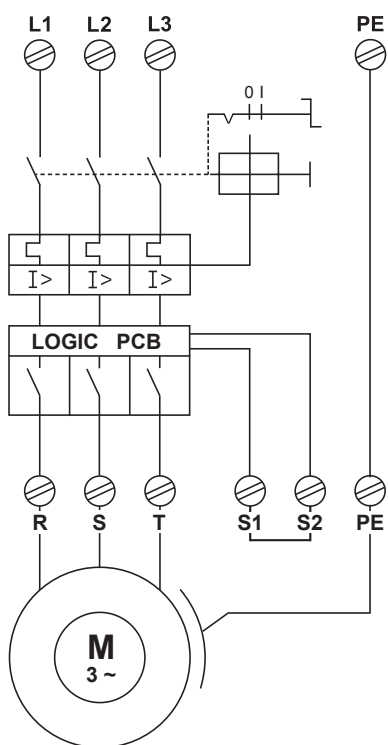 L1 L2 L3 PE
0 I
I> I> I>
LOGIC PCB
R S T S1 S2 PE
M
3 ~